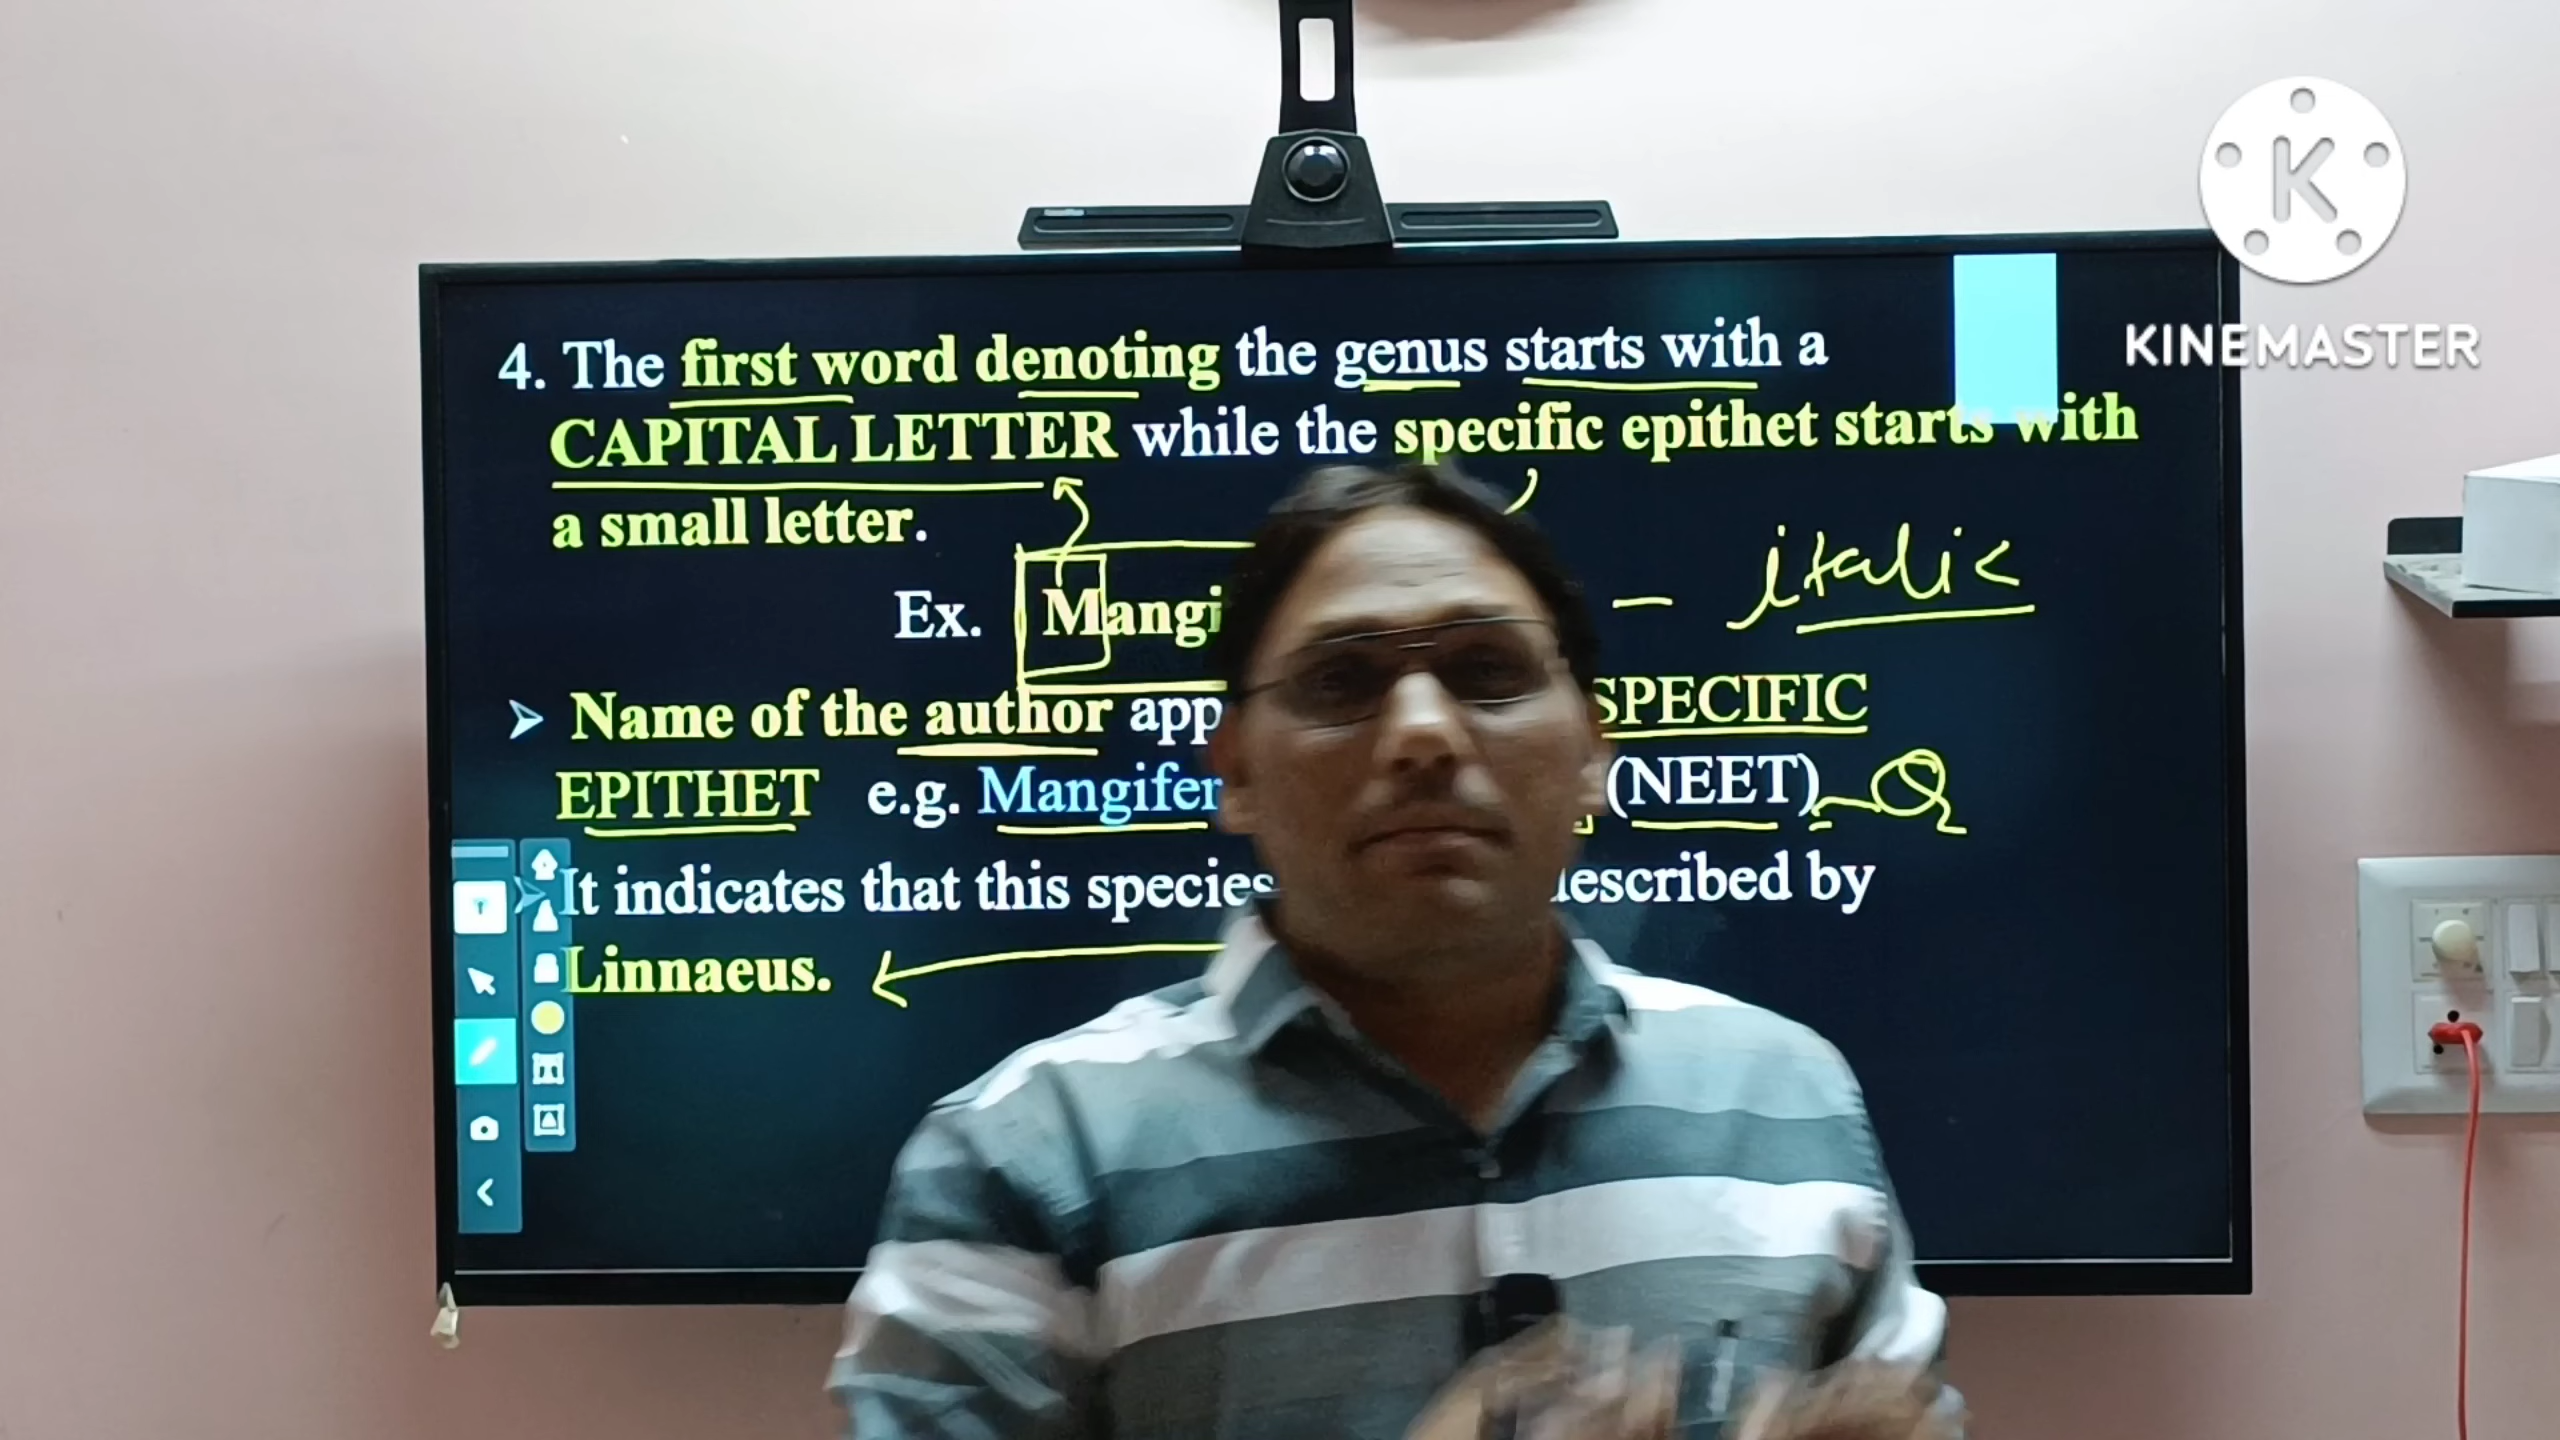 KINEMASTER
4. The first word denoting the genus starts with a
CAPITAL LETTER while the specific epithet starts with
a small letter.
Ex. Mangi
– italic
Name of the author app SPECIFIC
EPITHET e.g. Mangifer (NEET) Q
It indicates that this species escribed by
Linnaeus.